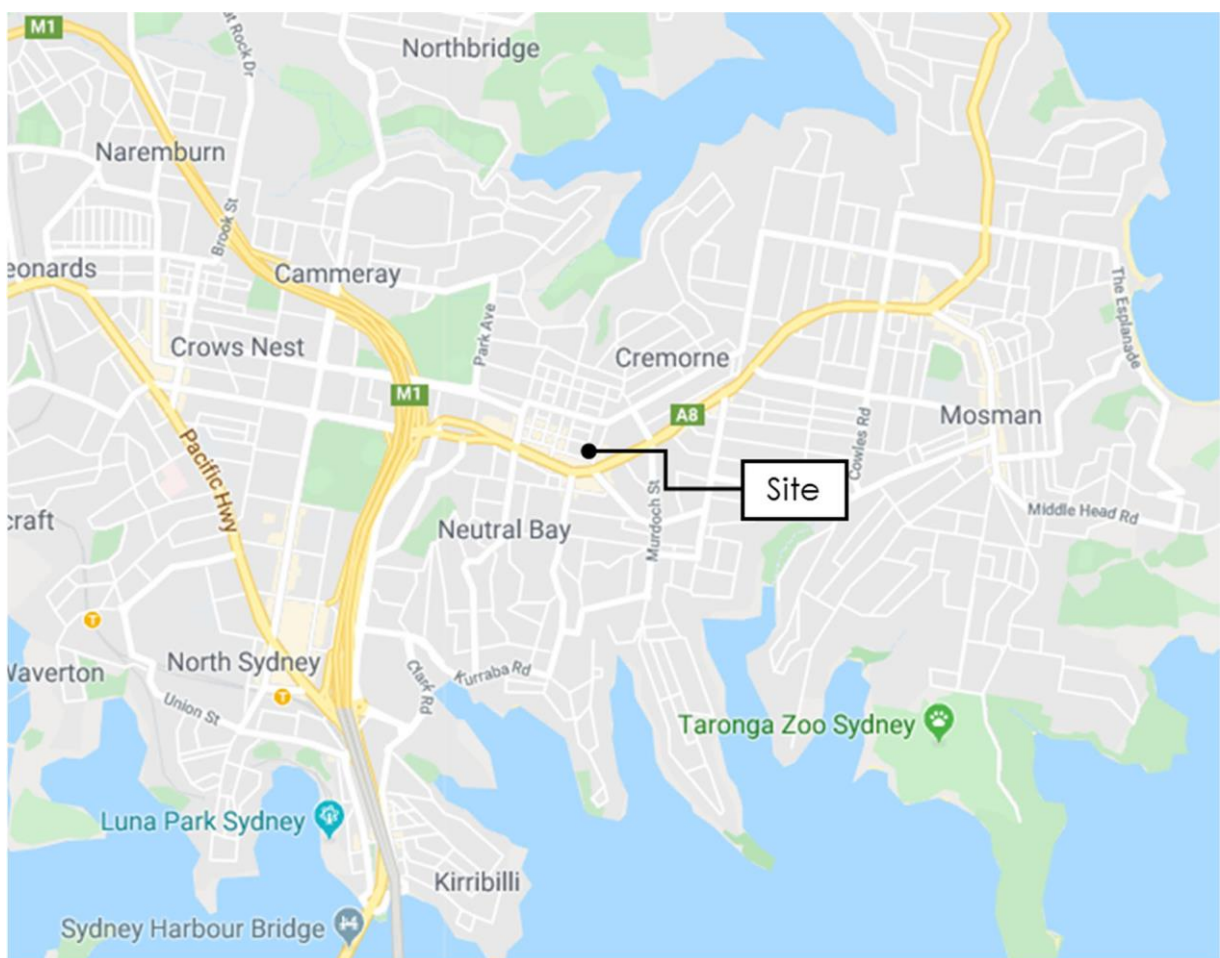 M1
Northbridge
Naremburn
Brook St
Cammeray
eonards
Park Ave
The Esplanade
Crows Nest
Cremorne
M1
A8
Mosman
Cowles Rd
Pacific Hwy
Site
craft
Neutral Bay
Murdoch St
Middle Head Rd
North Sydney
Clark Rd
Kurraba Rd
Waverton
Union St
Taronga Zoo Sydney
Luna Park Sydney
Kirribilli
Sydney Harbour Bridge